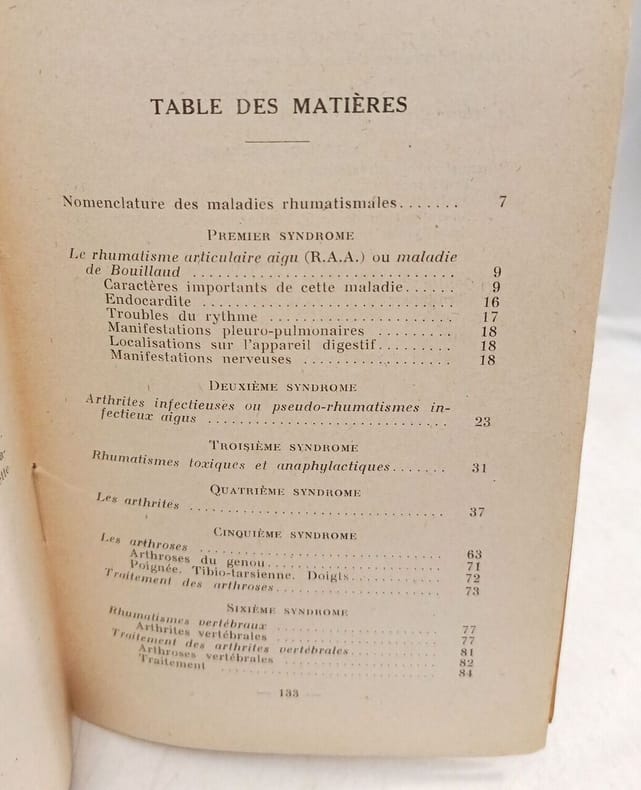 TABLE DES MATIÈRES
Nomenclature des maladies rhumatismales....... 7
PREMIER SYNDROME
Le rhumatisme articulaire aigu (R.A.A.) ou maladie
de Bouillaud .............................. 9
Caractères importants de cette maladie...... 9
Endocardite ............................. 16
Troubles du rythme ..................... 17
Manifestations pleuro-pulmonaires ......... 18
Localisations sur l'appareil digestif......... 18
Manifestations nerveuses .................. 18
DEUXIÈME SYNDROME
Arthrites infectieuses ou pseudo-rhumatismes in-
fectieux aigus ............................. 23
TROISIÈME SYNDROME
Rhumatismes toxiques et anaphylactiques....... 31
QUATRIÈME SYNDROME
Les arthrites ............................... 37
CINQUIÈME SYNDROME
Les arthroses ............................. 63
Arthroses du genou...................... 71
Poignée. Tibio-tarsienne. Doigts............ 72
Traitement des arthroses..................... 73
SIXIÈME SYNDROME
Rhumatismes vertébraux .................... 77
Arthrites vertébrales ..................... 77
Traitement des arthrites vertébrales........... 81
Arthroses vertébrales ..................... 82
Traitement ............................ 84
— 133 —